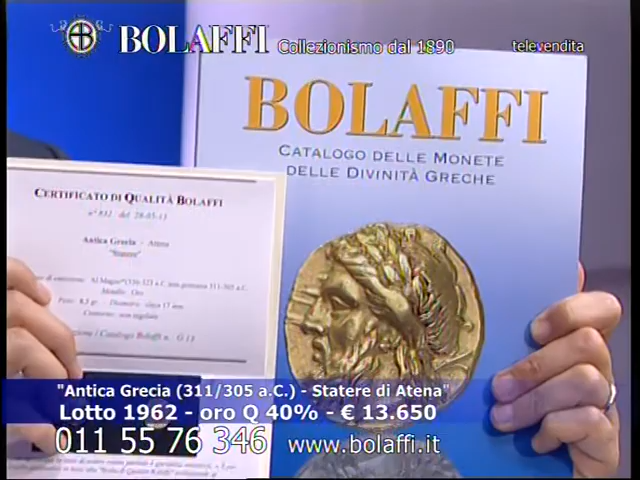 BOLAFFI Collezionismo dal 1890
televendita
BOLAFFI
CATALOGO DELLE MONETE
DELLE DIVINITÀ GRECHE
CERTIFICATO DI QUALITÀ BOLAFFI
Antica Grecia - Atena
"Statere"
"Antica Grecia (311/305 a.C.) - Statere di Atena"
Lotto 1962 - oro Q 40% - € 13.650
011 55 76 346 www.bolaffi.it